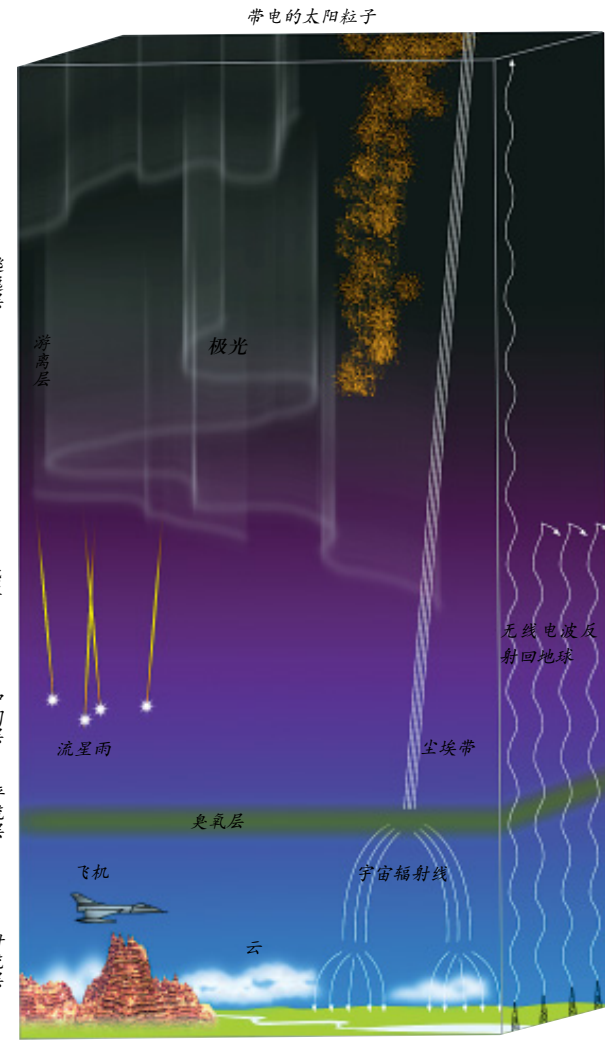 带电的太阳粒子
游离层
极光
无线电波反
射回地球
流星雨
尘埃带
臭氧层
飞机
宇宙辐射线
云